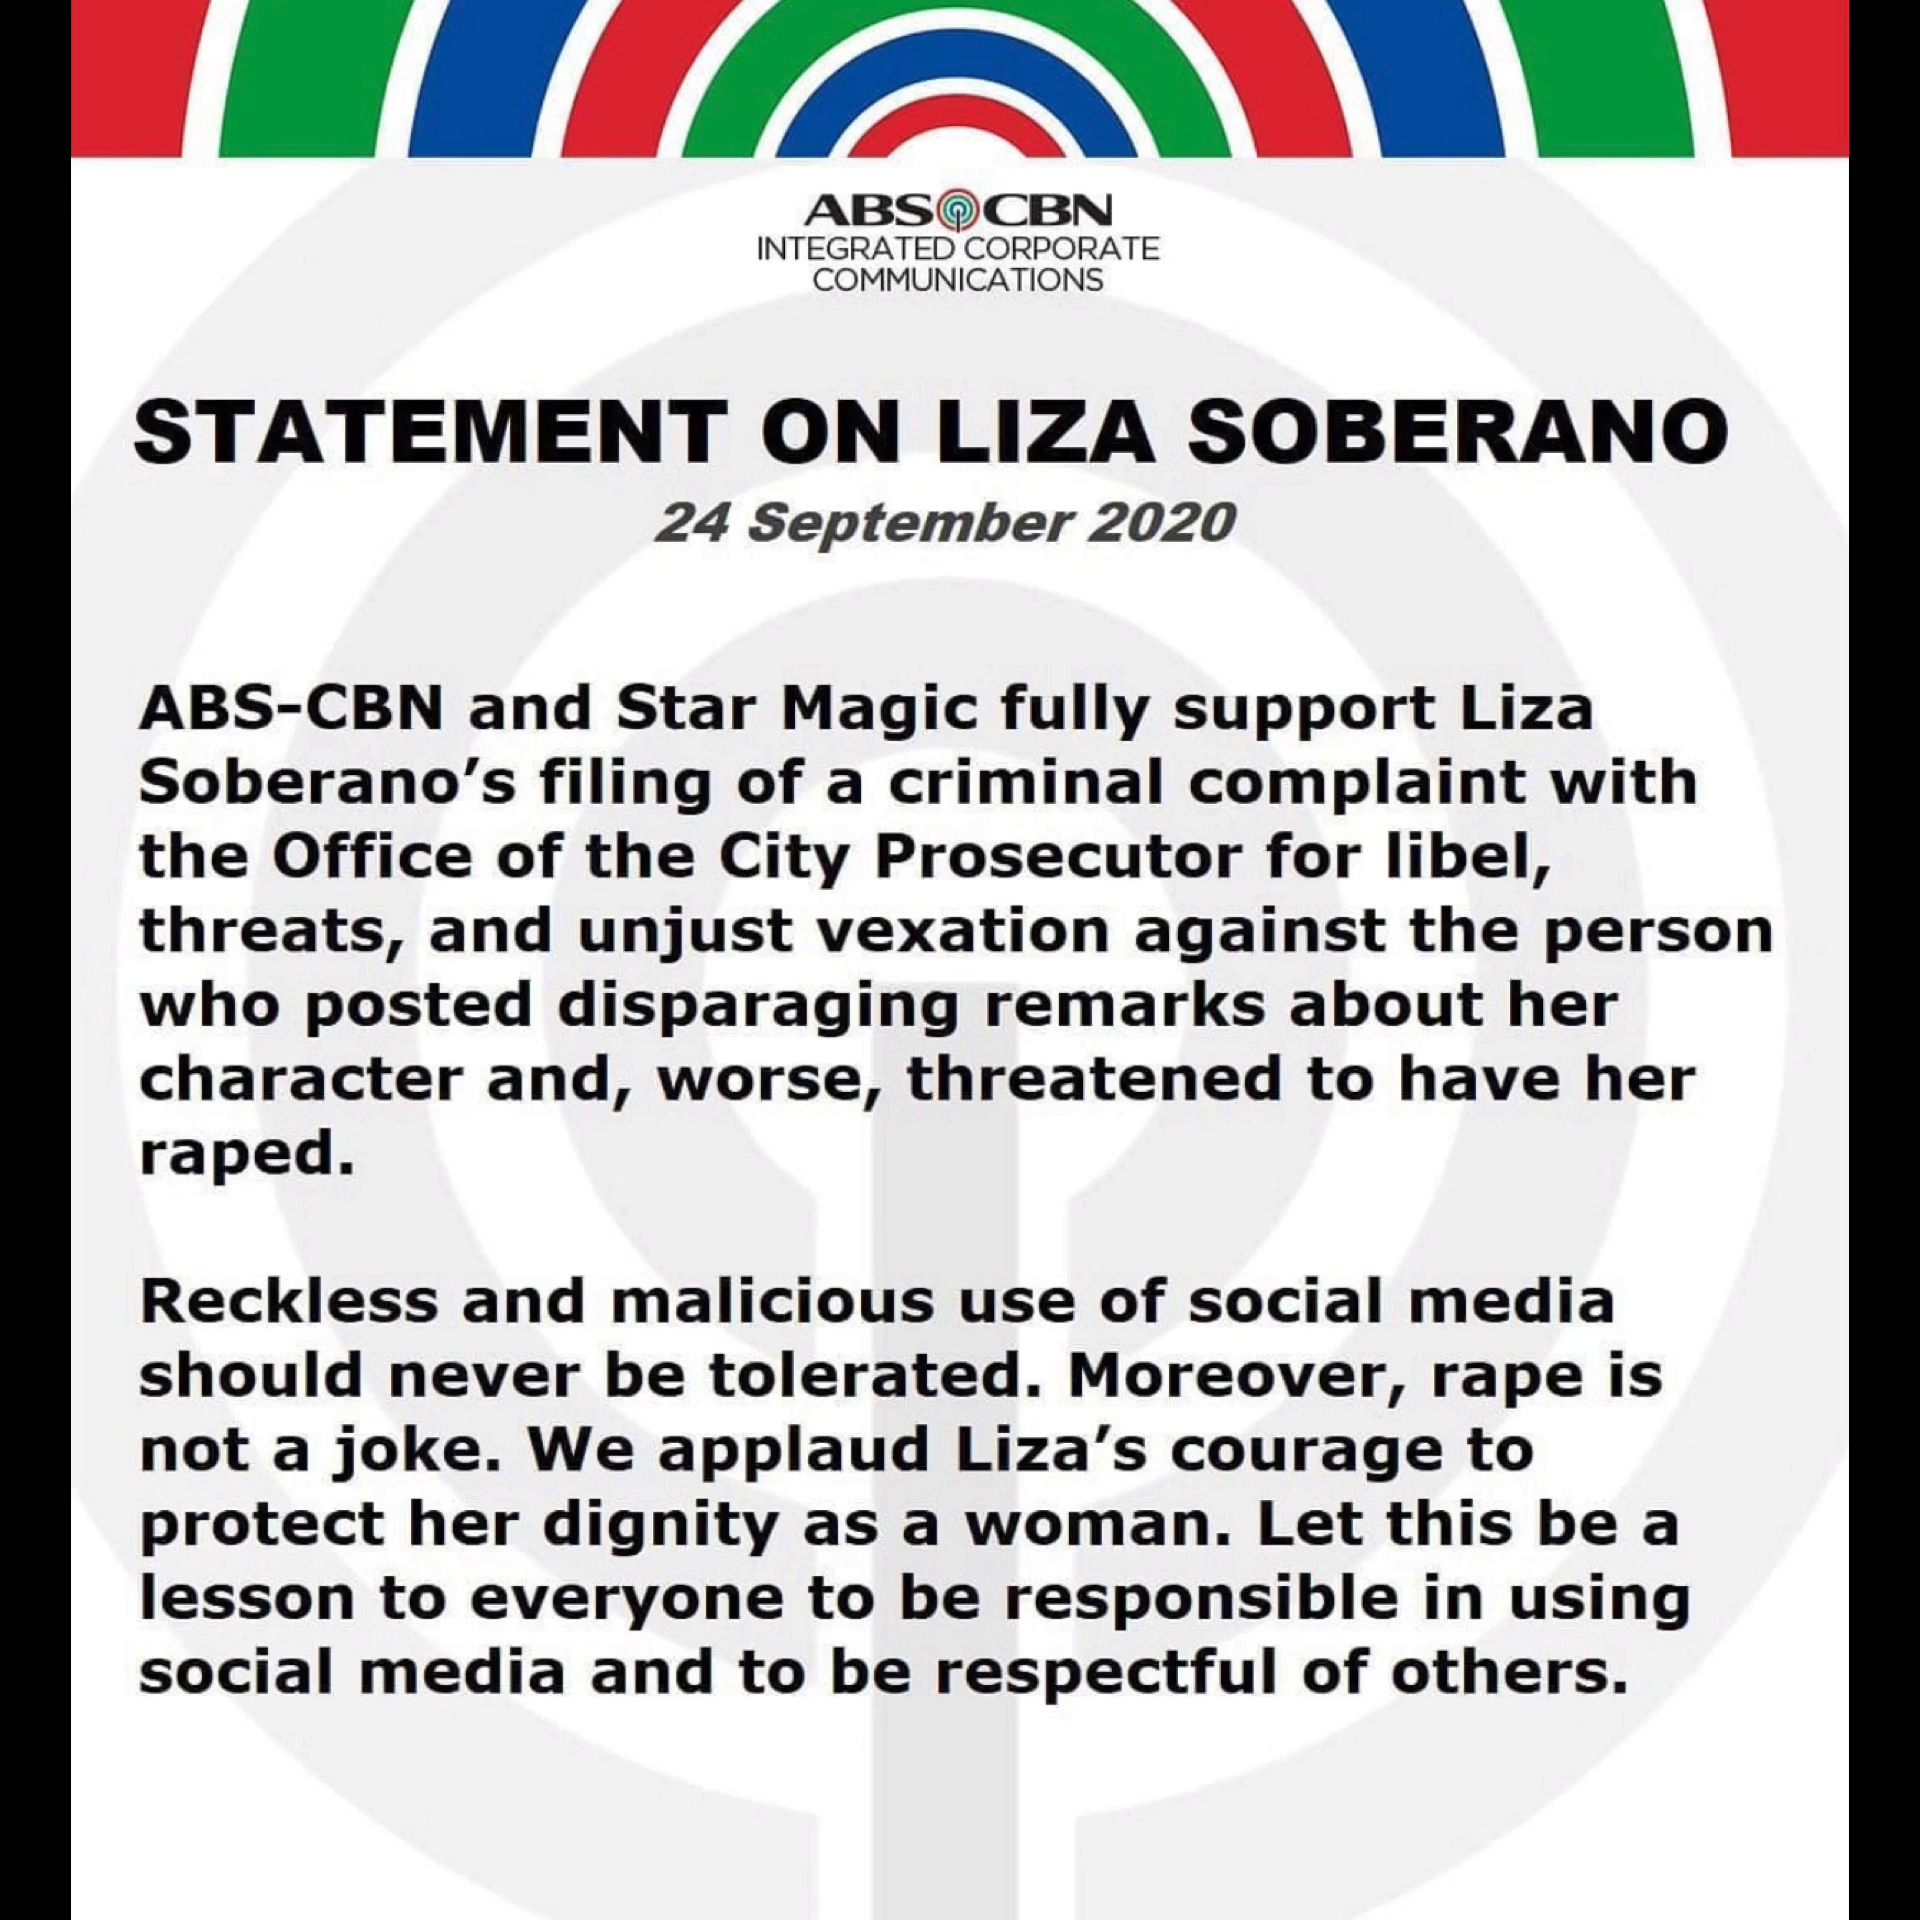 ABS CBN
INTEGRATED CORPORATE
COMMUNICATIONS
STATEMENT ON LIZA SOBERANO
24 September 2020
ABS-CBN and Star Magic fully support Liza
Soberano’s filing of a criminal complaint with
the Office of the City Prosecutor for libel,
threats, and unjust vexation against the person
who posted disparaging remarks about her
character and, worse, threatened to have her
raped.
Reckless and malicious use of social media
should never be tolerated. Moreover, rape is
not a joke. We applaud Liza’s courage to
protect her dignity as a woman. Let this be a
lesson to everyone to be responsible in using
social media and to be respectful of others.